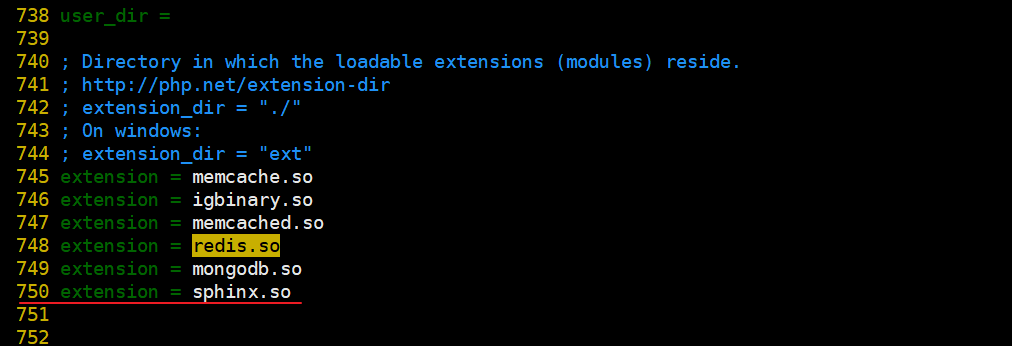 738 user_dir =
739
740 ; Directory in which the loadable extensions (modules) reside.
741 ; http://php.net/extension-dir
742 ; extension_dir = "./"
743 ; On windows:
744 ; extension_dir = "ext"
745 extension = memcache.so
746 extension = igbinary.so
747 extension = memcached.so
748 extension = redis.so
749 extension = mongodb.so
750 extension = sphinx.so
751
752